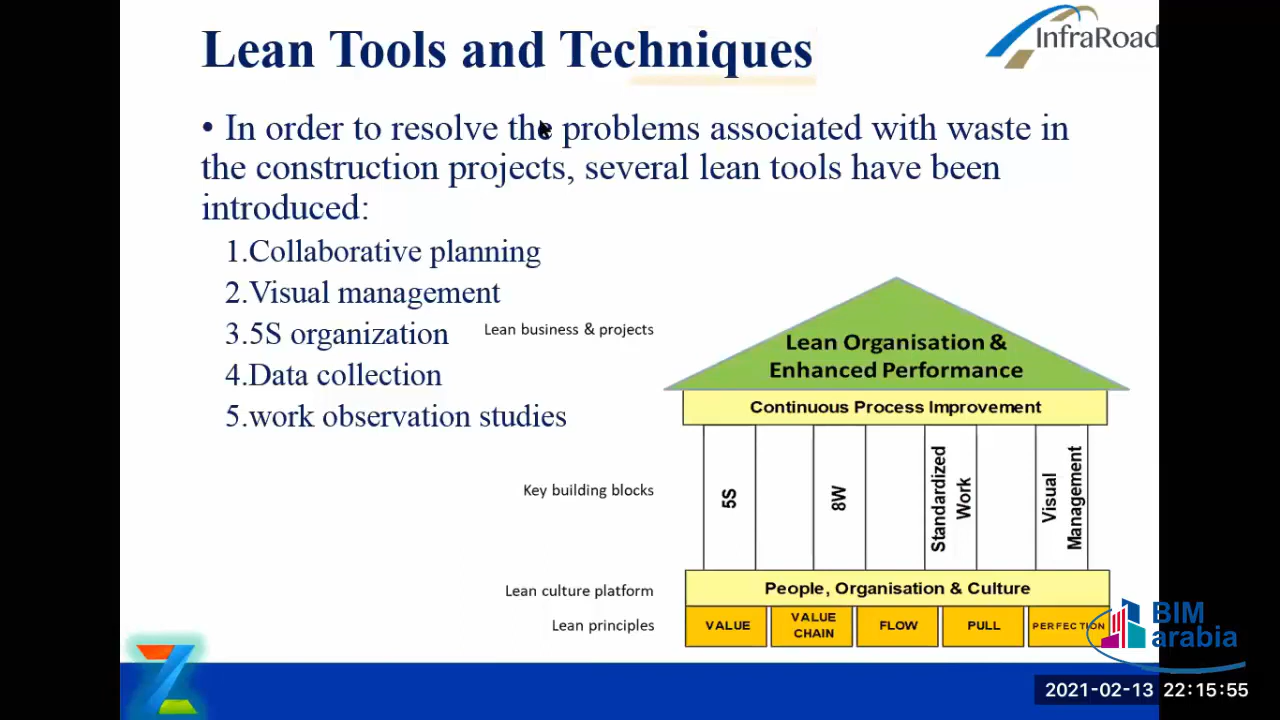 Lean Tools and Techniques
InfraRoad
• In order to resolve the problems associated with waste in
the construction projects, several lean tools have been
introduced:
1.Collaborative planning
2.Visual management
3.5S organization
4.Data collection
5.work observation studies
Lean business & projects
Lean Organisation &
Enhanced Performance
Continuous Process Improvement
Key building blocks
5S
8W
Standardized
Work
Visual
Management
Lean culture platform
People, Organisation & Culture
Lean principles
VALUE
VALUE
CHAIN
FLOW
PULL
PERFECTION
BIM
arabia
2021-02-13 22:15:55